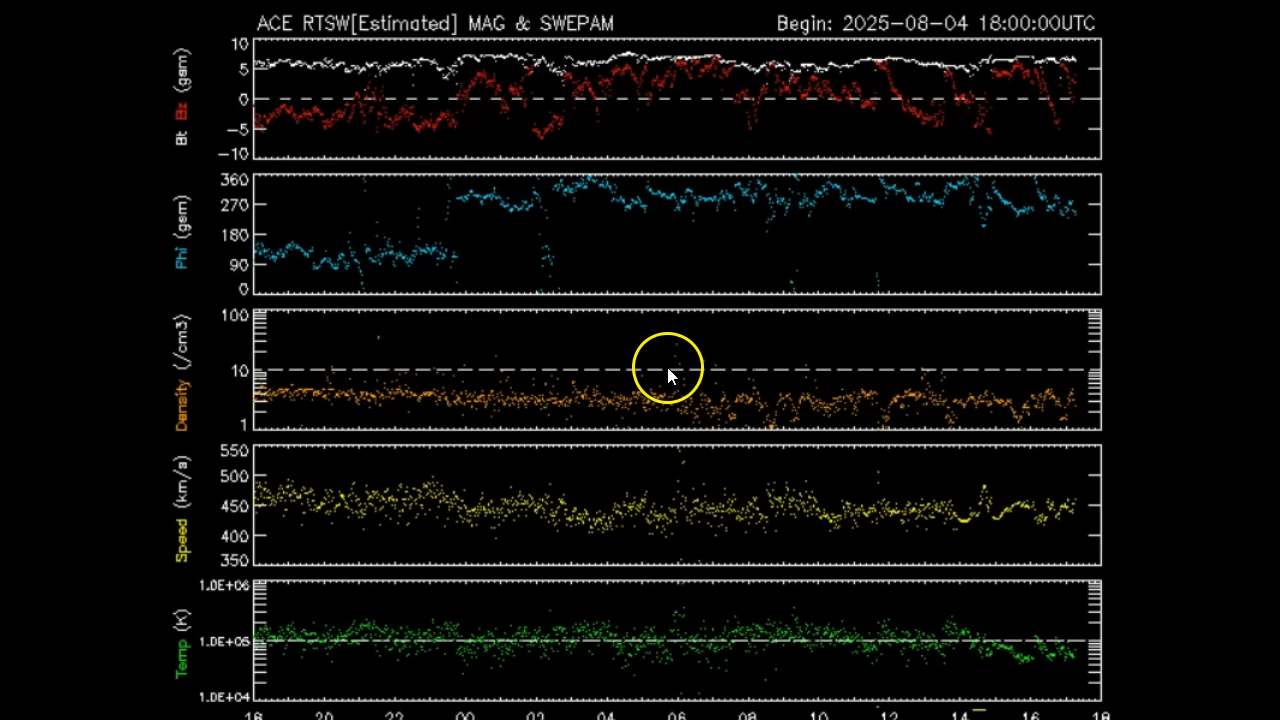 ACE RTSW[Estimated] MAG & SWEPAM Begin: 2025-08-04 18:00:00UTC
Bt Bz (gsm)
10
5
0
-5
-10
Phi (gsm)
360
270
180
90
0
Density (/cm3)
100
10
1
Speed (km/s)
550
500
450
400
350
Temp (K)
1.0E+06
1.0E+05
1.0E+04
18 20 22 00 02 04 06 08 10 12 14 16 18